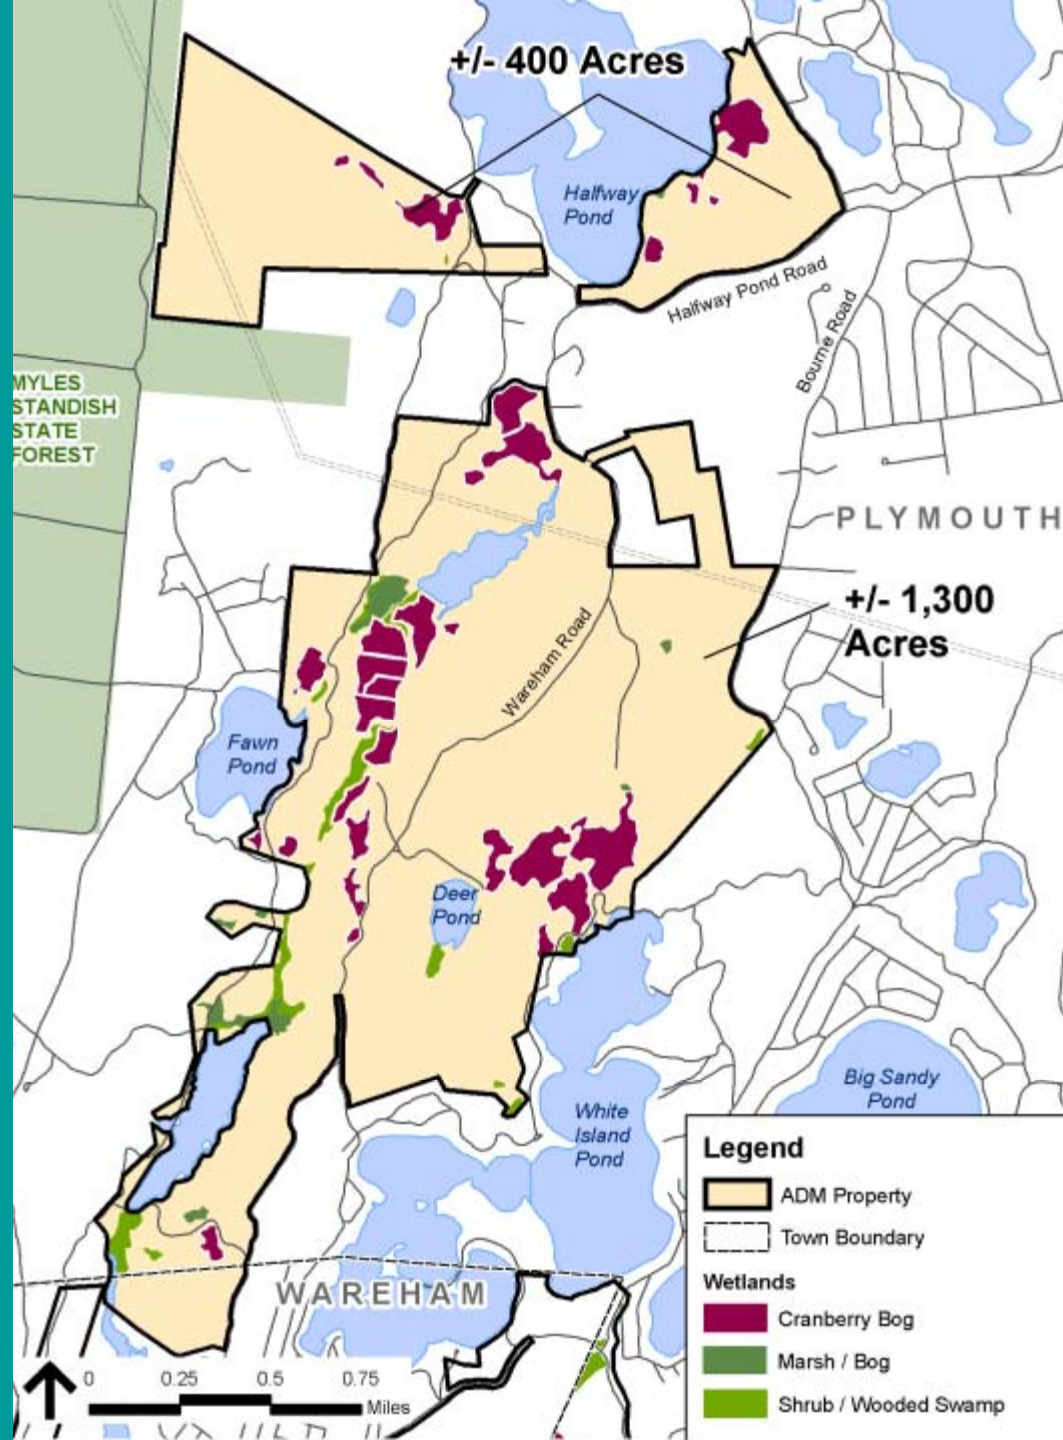 +/- 400 Acres
Halfway
Pond
Halfway Pond Road
Bourne Road
MYLES
STANDISH
STATE
FOREST
PLYMOUTH
+/- 1,300
Acres
Wareham Road
Fawn
Pond
Deer
Pond
Big Sandy
Pond
White
Island
Pond
WAREHAM
Legend
ADM Property
Town Boundary
Wetlands
Cranberry Bog
Marsh / Bog
Shrub / Wooded Swamp
0 0.25 0.5 0.75
Miles